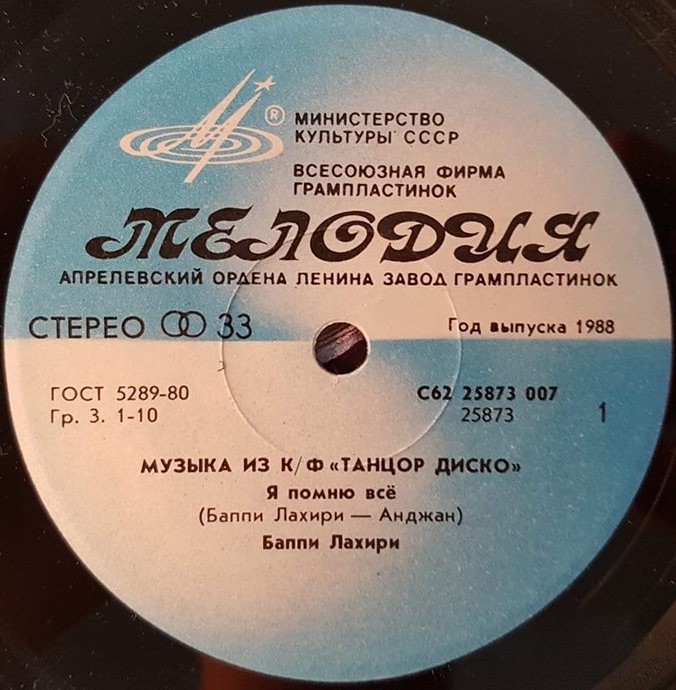 ®
МИНИСТЕРСТВО
КУЛЬТУРЫ СССР
ВСЕСОЮЗНАЯ ФИРМА
ГРАМПЛАСТИНОК
МЕЛОДИЯ
АПРЕЛЕВСКИЙ ОРДЕНА ЛЕНИНА ЗАВОД ГРАМПЛАСТИНОК
СТЕРЕО 33
Год выпуска 1988
ГОСТ 5289-80
С62 25873 007
Гр. 3. 1-10
25873
1
МУЗЫКА ИЗ К/Ф «ТАНЦОР ДИСКО»
Я помню всё
(Баппи Лахири — Анджан)
Баппи Лахири